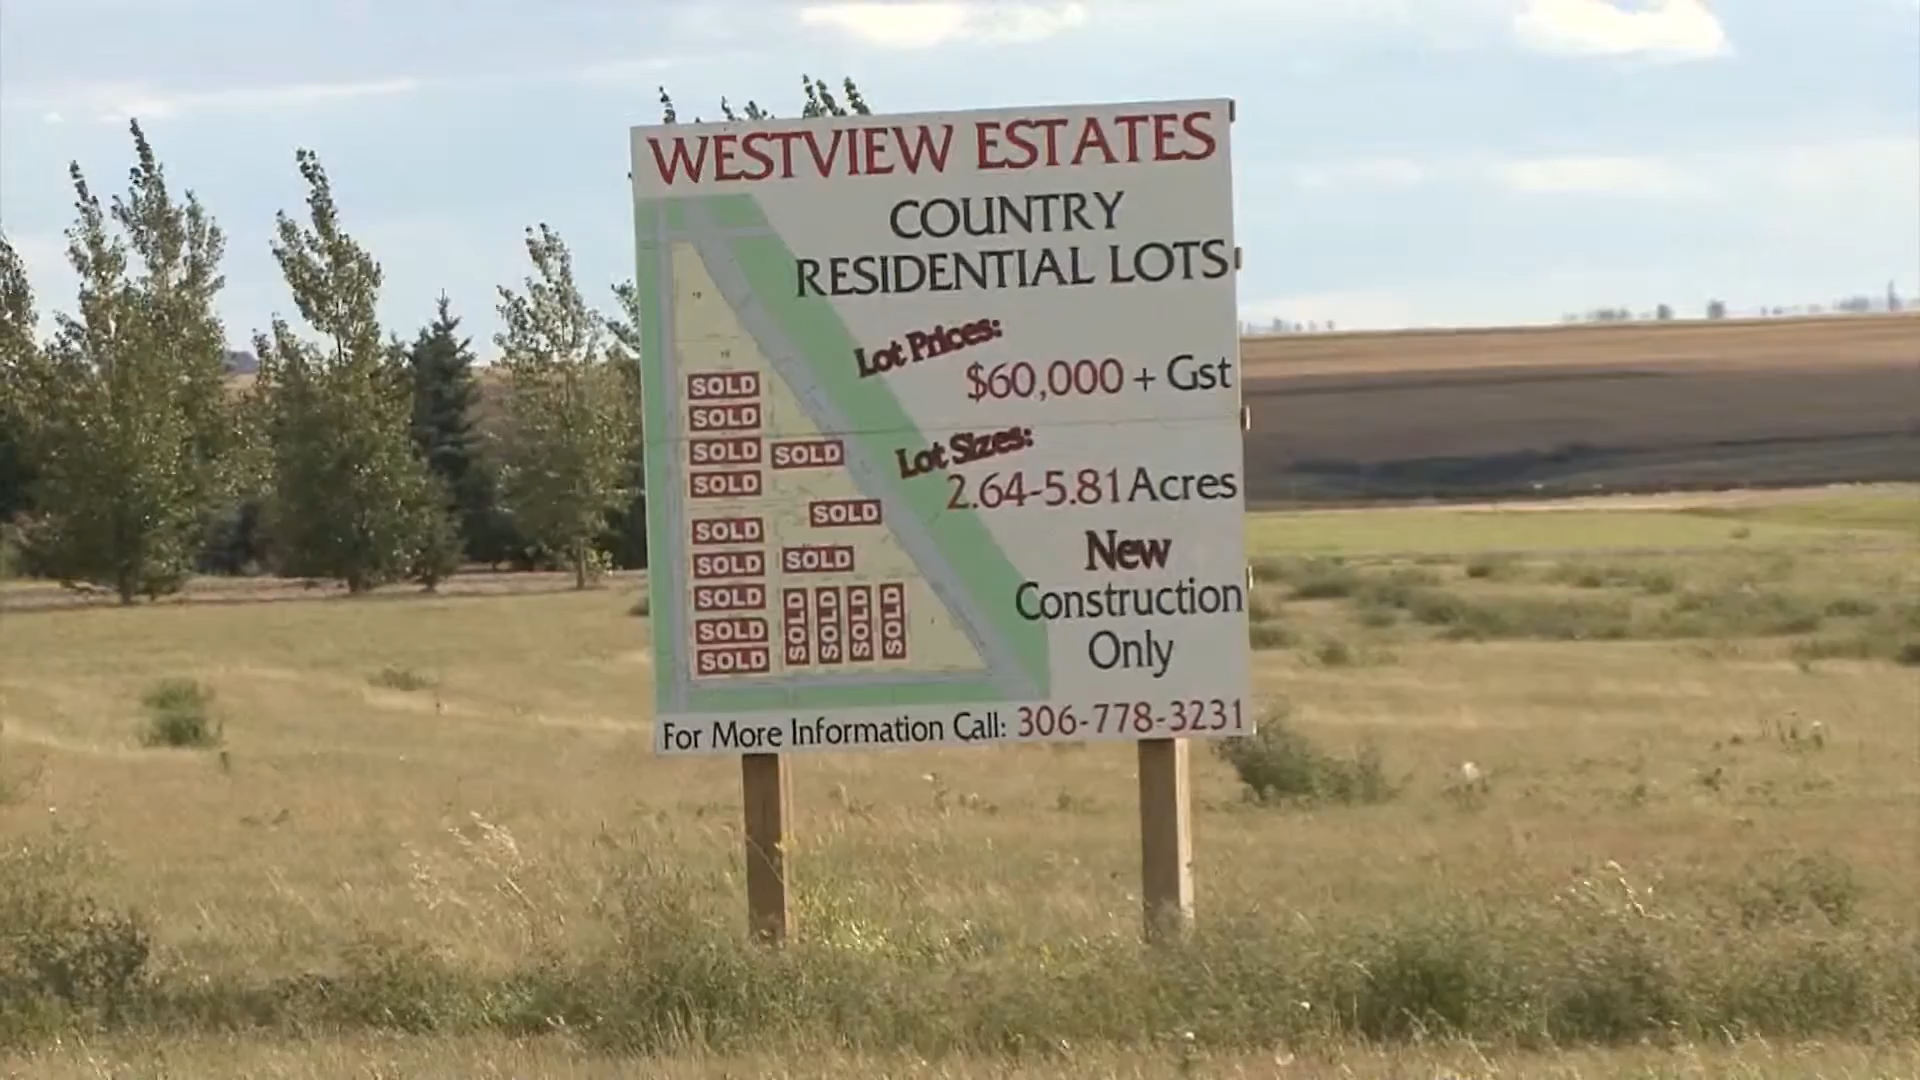 WESTVIEW ESTATES
COUNTRY
RESIDENTIAL LOTS
Lot Prices:
$60,000 + Gst
Lot Sizes:
2.64-5.81 Acres
New
Construction
Only
SOLD
SOLD
SOLD SOLD
SOLD
SOLD
SOLD
SOLD SOLD
SOLD
SOLD
SOLD
SOLD
SOLD
SOLD
SOLD
For More Information Call: 306-778-3231